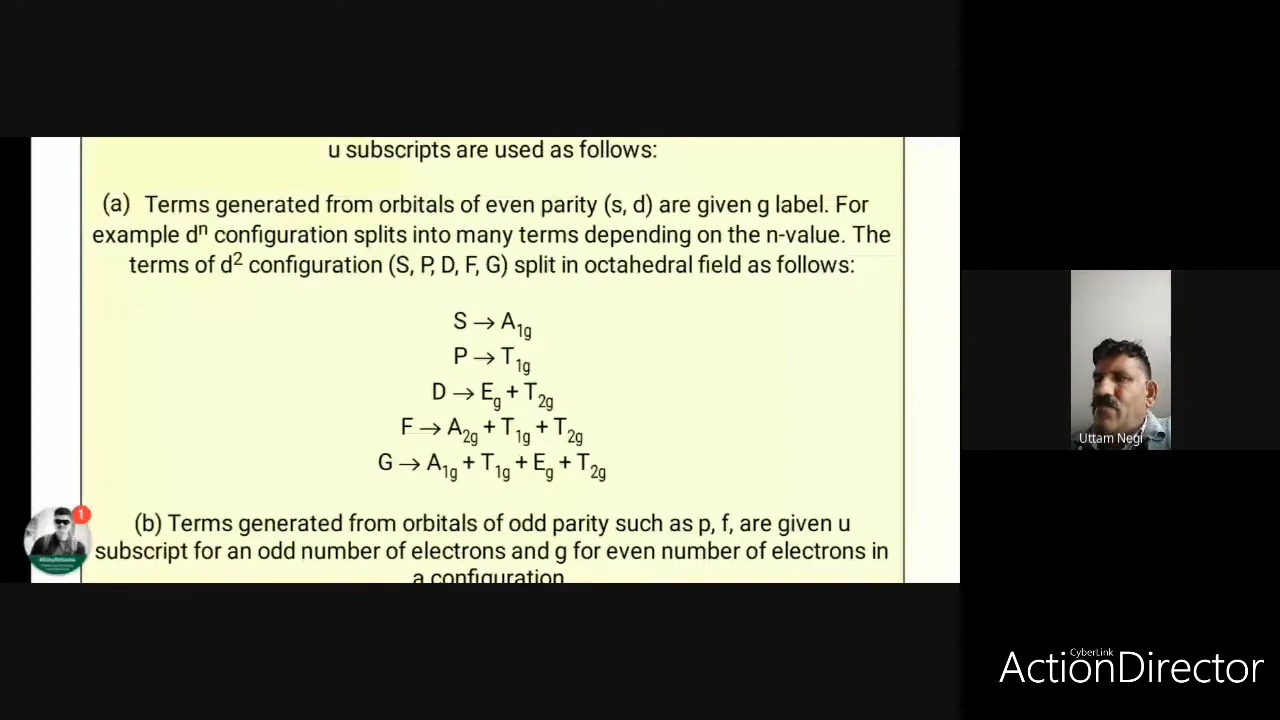 u subscripts are used as follows:
(a) Terms generated from orbitals of even parity (s, d) are given g label. For
example dⁿ configuration splits into many terms depending on the n-value. The
terms of d² configuration (S, P, D, F, G) split in octahedral field as follows:
S → A₁g
P → T₁g
D → Eg + T₂g
F → A₂g + T₁g + T₂g
G → A₁g + T₁g + Eg + T₂g
(b) Terms generated from orbitals of odd parity such as p, f, are given u
subscript for an odd number of electrons and g for even number of electrons in
a configuration
1
Uttam Negi
CyberLink
ActionDirector